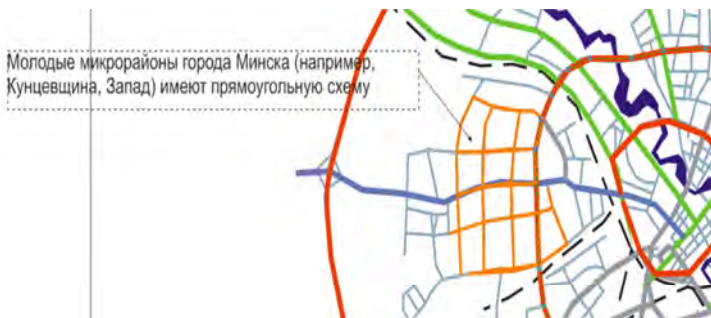 Молодые микрорайоны города Минска (например,
Кунцевщина, Запад) имеют прямоугольную схему